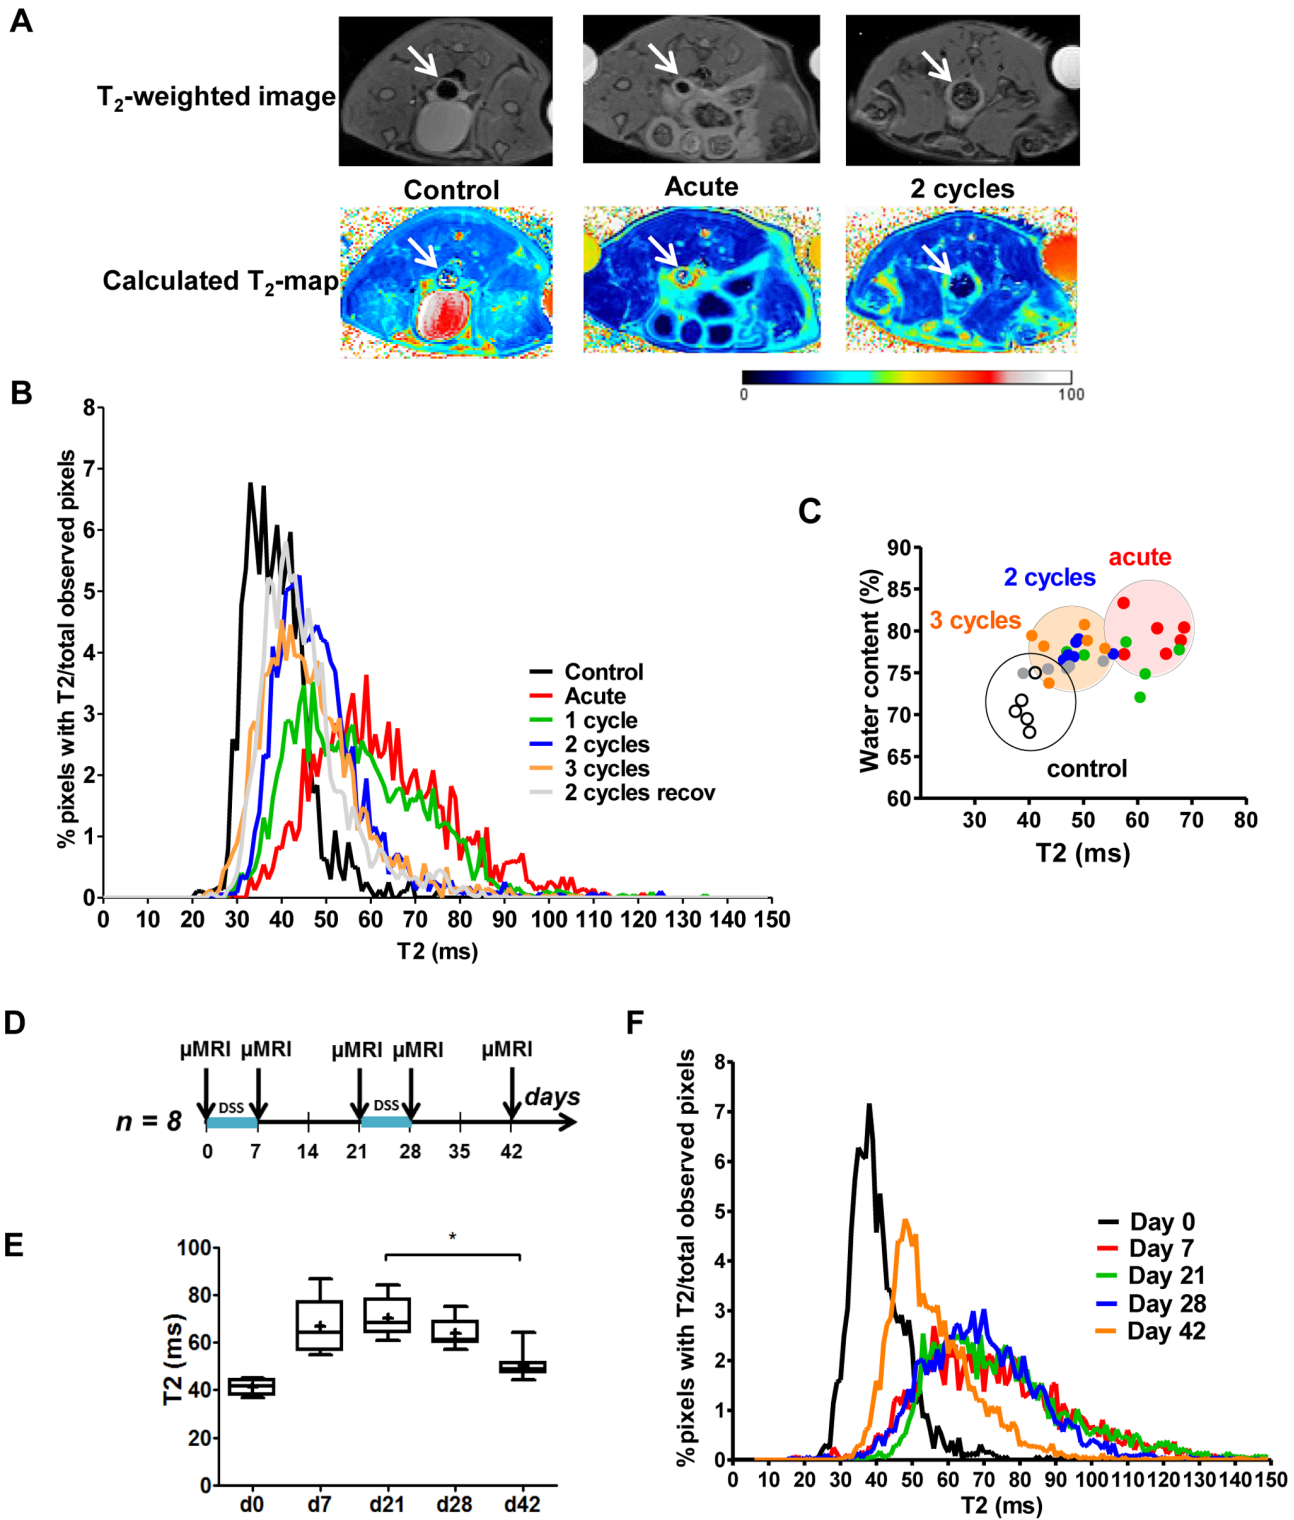 A
T2-weighted image
Control
Acute
2 cycles
Calculated T2-map
0
100
B
% pixels with T2/total observed pixels
8
7
6
5
4
3
2
1
0
0 10 20 30 40 50 60 70 80 90 100 110 120 130 140 150
T2 (ms)
Control
Acute
1 cycle
2 cycles
3 cycles
2 cycles recov
C
Water content (%)
90
85
80
75
70
65
60
30 40 50 60 70 80
T2 (ms)
acute
2 cycles
3 cycles
control
D
µMRI µMRI µMRI µMRI µMRI
n = 8
DSS
DSS
days
0 7 14 21 28 35 42
E
T2 (ms)
100
80
60
40
20
0
*
d0 d7 d21 d28 d42
F
% pixels with T2/total observed pixels
8
7
6
5
4
3
2
1
0
0 10 20 30 40 50 60 70 80 90 100 110 120 130 140 150
T2 (ms)
Day 0
Day 7
Day 21
Day 28
Day 42